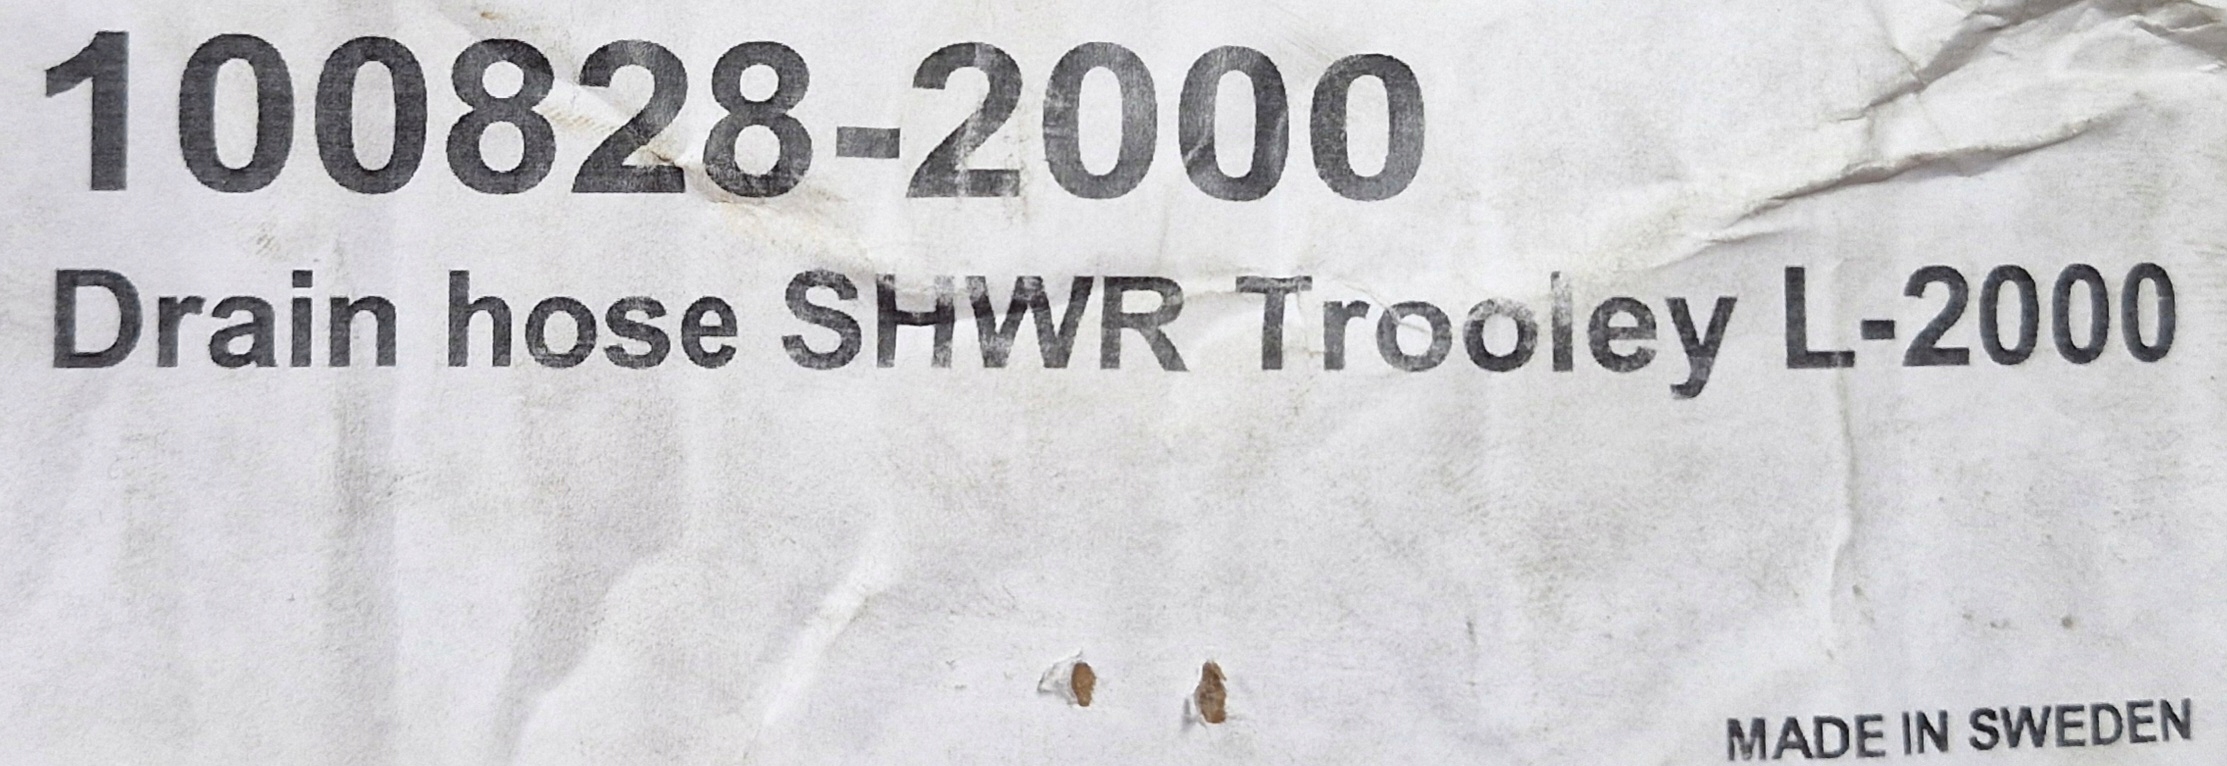 100828-2000
Drain hose SHWR Trooley L-2000
MADE IN SWEDEN